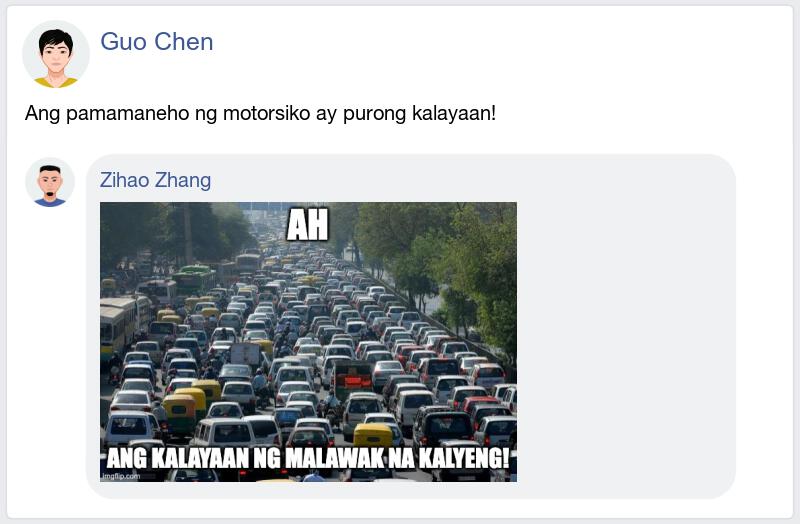 Guo Chen
Ang pamamaneho ng motorsiko ay purong kalayaan!
Zihao Zhang
AH
ANG KALAYAAN NG MALAWAK NA KALYENG!
imgflip.com